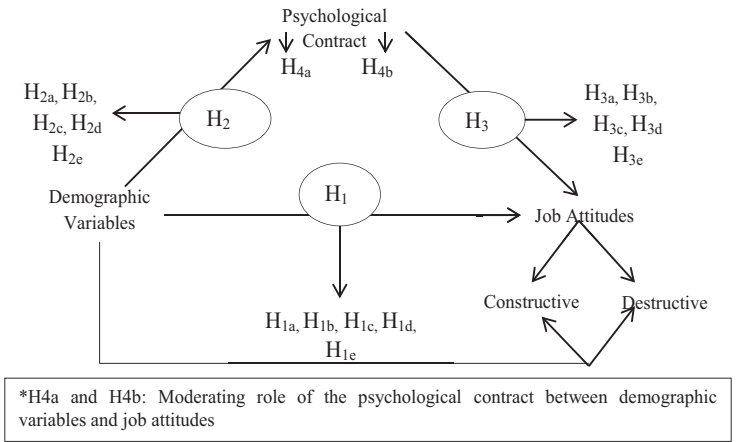 Psychological
Contract
H4a H4b
H2a, H2b,
H2c, H2d
H2e
H2
H3
H3a, H3b,
H3c, H3d
H3e
Demographic
Variables
H1
Job Attitudes
Constructive Destructive
H1a, H1b, H1c, H1d,
H1e
*H4a and H4b: Moderating role of the psychological contract between demographic
variables and job attitudes